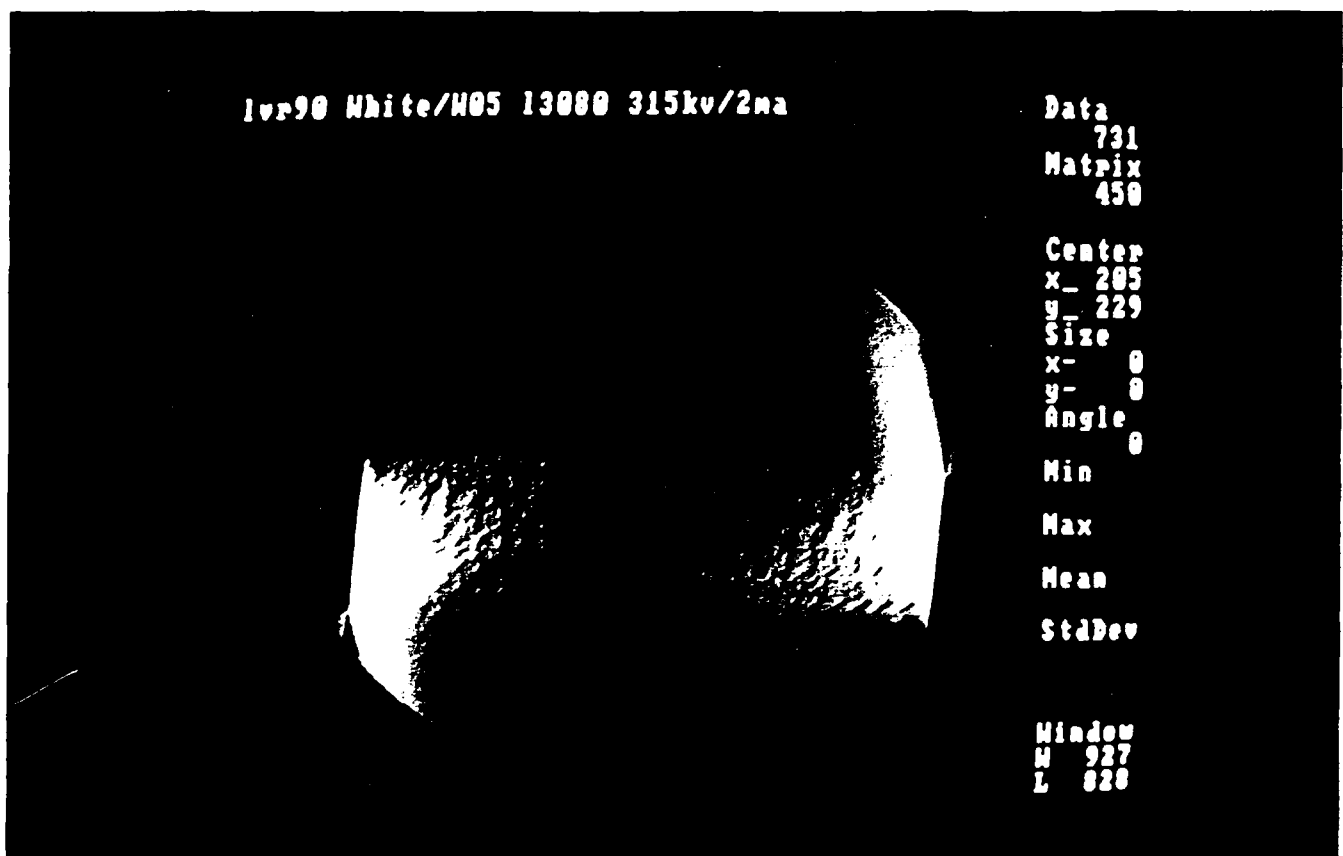 lvr90 White/W05 13080 315kv/2ma
Data
731
Matrix
450
Center
x_ 205
y_ 229
Size
x- 0
y- 0
Angle
0
Min
Max
Mean
StdDev
Window
W 927
L 828